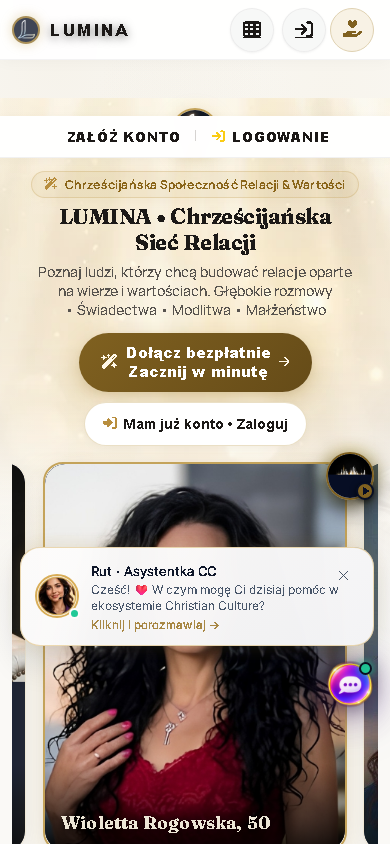 LUMINA
ZAŁÓŻ KONTO
LOGOWANIE
Chrześcijańska Społeczność Relacji & Wartości
LUMINA • Chrześcijańska
Sieć Relacji
Poznaj ludzi, którzy chcą budować relacje oparte
na wierze i wartościach. Głębokie rozmowy
• Świadectwa • Modlitwa • Małżeństwo
Dołącz bezpłatnie
Zacznij w minutę →
Mam już konto • Zaloguj
Rut · Asystentka CC
Cześć! ❤️ W czym mogę Ci dzisiaj pomóc w
ekosystemie Christian Culture?
Kliknij i porozmawiaj →
Wioletta Rogowska, 50